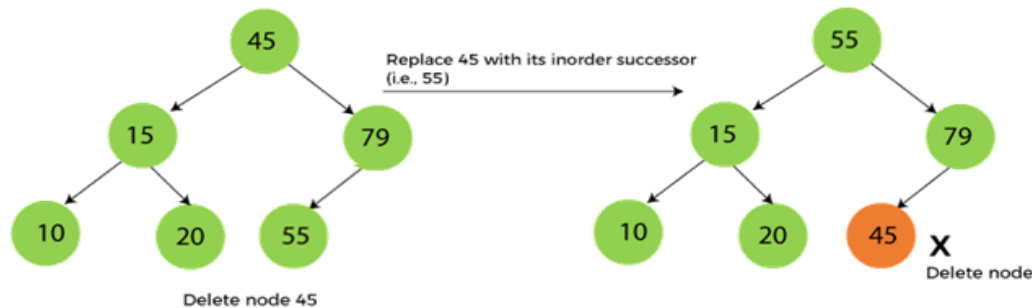 45
55
Replace 45 with its inorder successor
(i.e., 55)
15
79
15
79
10
20
55
10
20
45
X
Delete node
Delete node 45